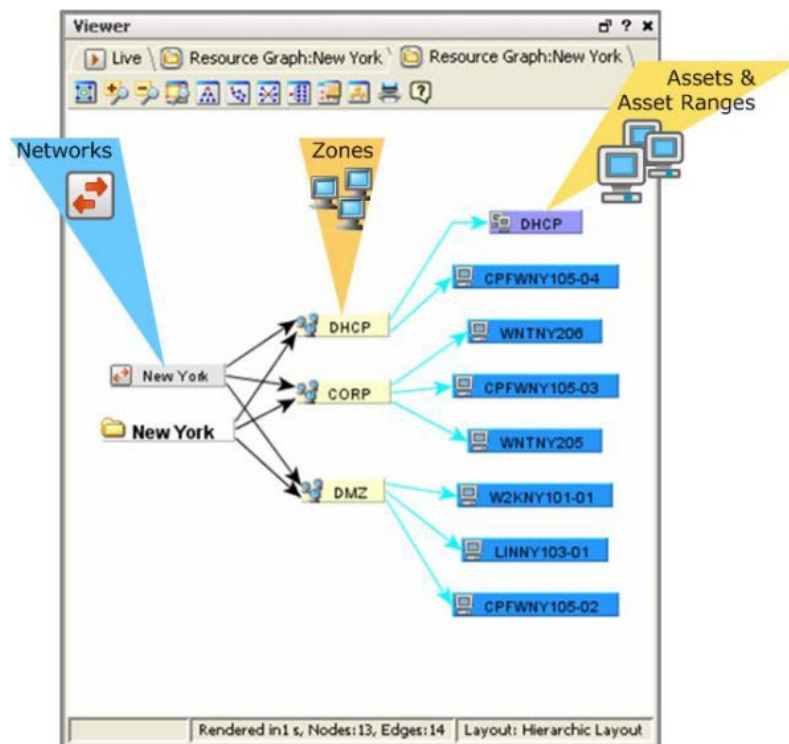 Viewer
Live
Resource Graph:New York
Resource Graph:New York
Assets &
Asset Ranges
Networks
Zones
DHCP
CPFWNY105-04
DHCP
WNTNY206
New York
CORP
CPFWNY105-03
New York
WNTNY205
DMZ
W2KNY101-01
LINNY103-01
CPFWNY105-02
Rendered in1 s, Nodes:13, Edges:14
Layout: Hierarchic Layout